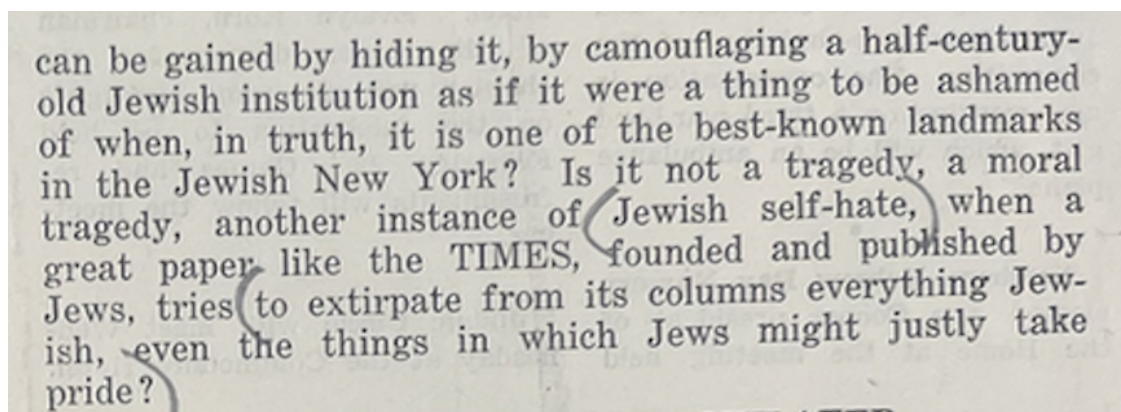 can be gained by hiding it, by camouflaging a half-century-
old Jewish institution as if it were a thing to be ashamed
of when, in truth, it is one of the best-known landmarks
in the Jewish New York? Is it not a tragedy, a moral
tragedy, another instance of Jewish self-hate, when a
great paper like the TIMES, founded and published by
Jews, tries to extirpate from its columns everything Jew-
ish, even the things in which Jews might justly take
pride?